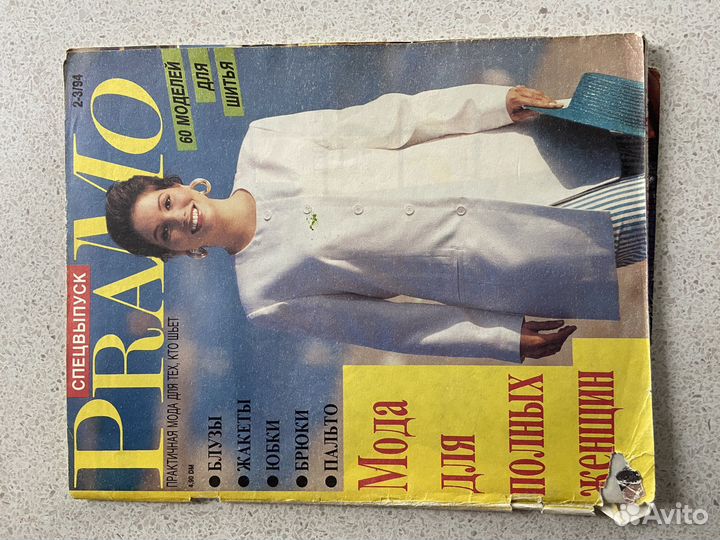 СПЕЦВЫПУСК
2-3/94
PRAMO
ПРАКТИЧНАЯ МОДА ДЛЯ ТЕХ, КТО ШЬЕТ
4,90 DM
60 МОДЕЛЕЙ
ДЛЯ
ШИТЬЯ
● БЛУЗЫ
● ЖАКЕТЫ
● ЮБКИ
● БРЮКИ
● ПАЛЬТО
Мода
для
полных
женщин
Avito